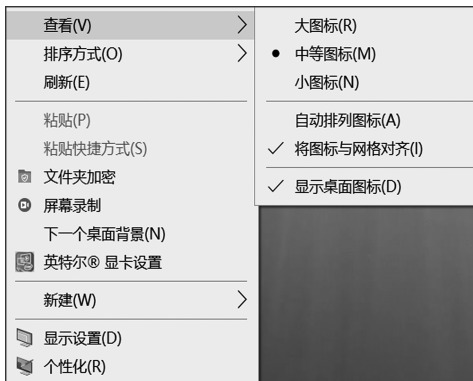 查看(V)
排序方式(O)
刷新(E)
粘贴(P)
粘贴快捷方式(S)
文件夹加密
屏幕录制
下一个桌面背景(N)
英特尔® 显卡设置
新建(W)
显示设置(D)
个性化(R)
大图标(R)
中等图标(M)
小图标(N)
自动排列图标(A)
将图标与网格对齐(I)
显示桌面图标(D)